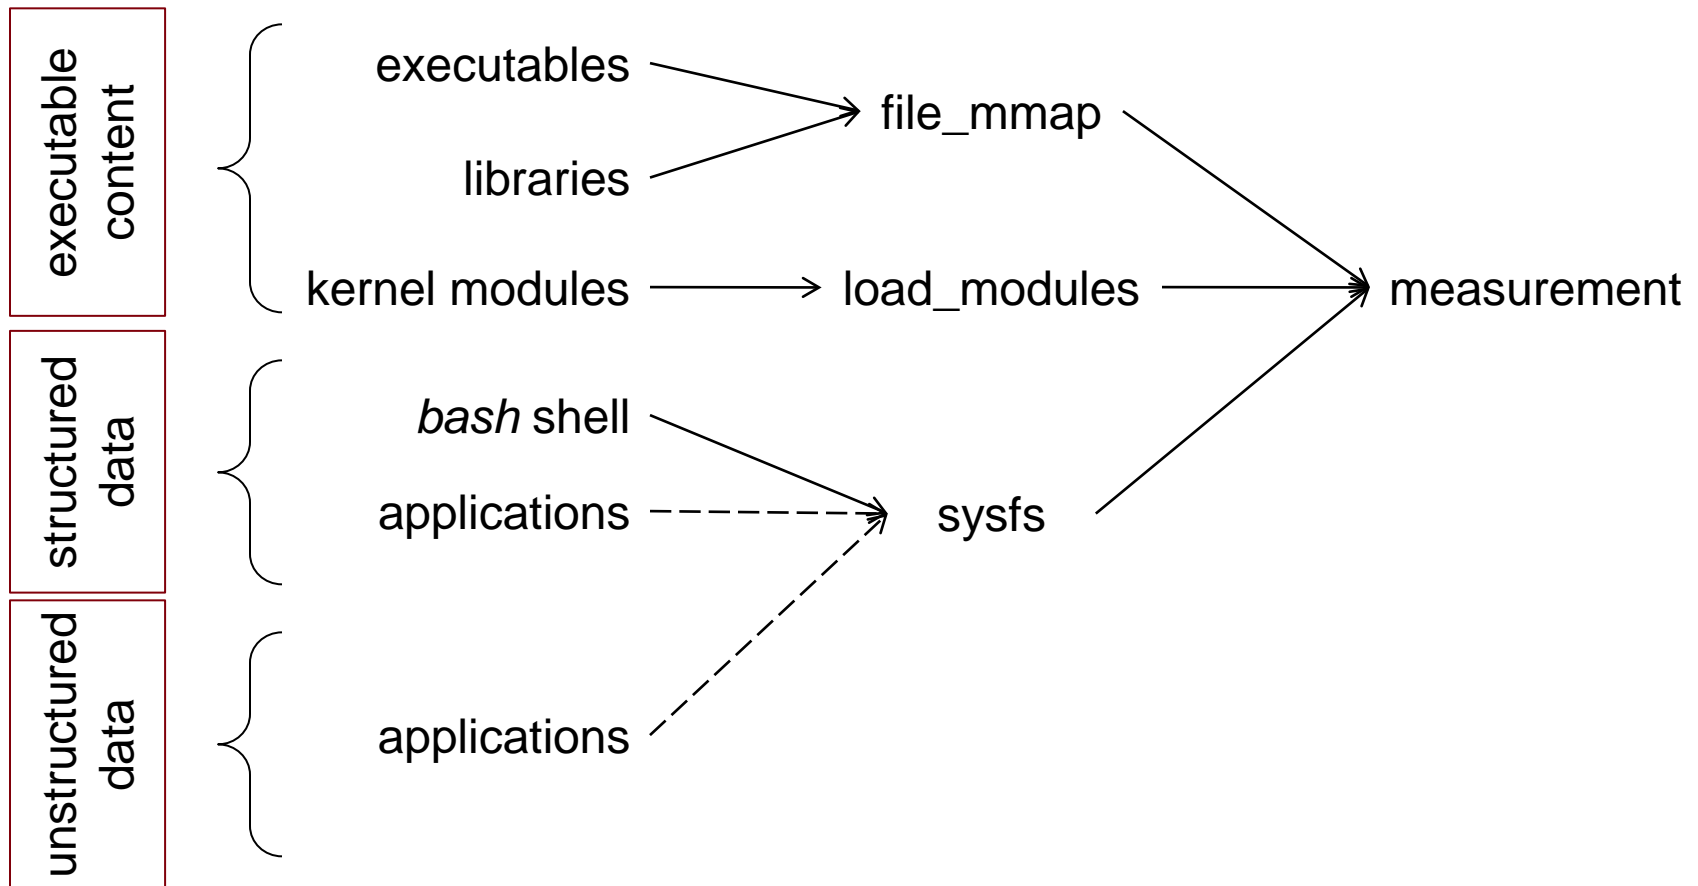 executable
content
executables
file_mmap
libraries
kernel modules
load_modules
measurement
structured
data
bash shell
applications
sysfs
unstructured
data
applications